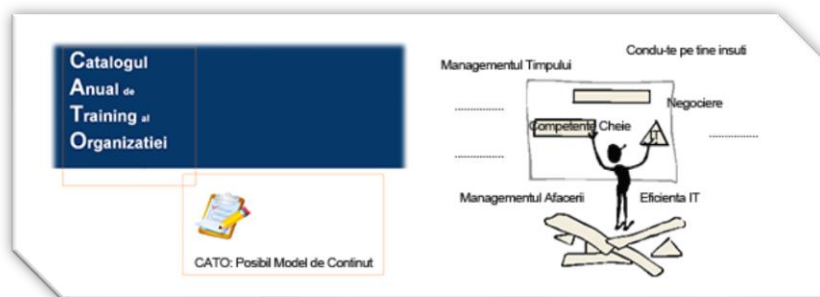 Catalogul
Anual de
Training al
Organizatiei
CATO: Posibil Model de Continut
Condu-te pe tine insuti
Managementul Timpului
Negociere
Competente Cheie
IT
Managementul Afacerii
Eficienta IT